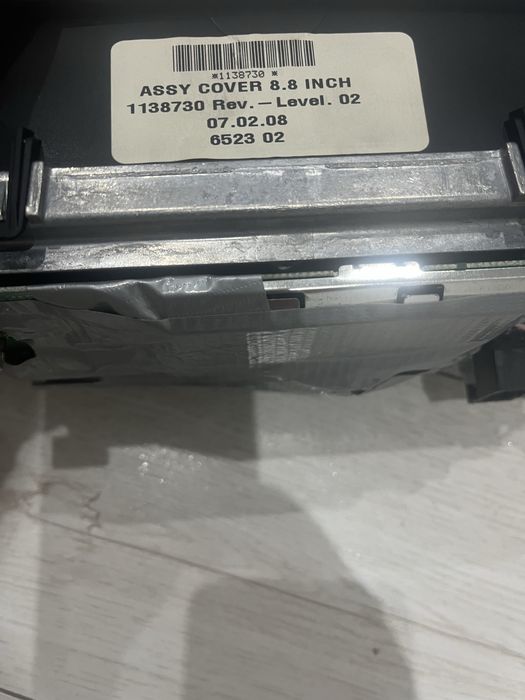 *1138730 *
ASSY COVER 8.8 INCH
1138730 Rev. - Level. 02
07.02.08
6523 02